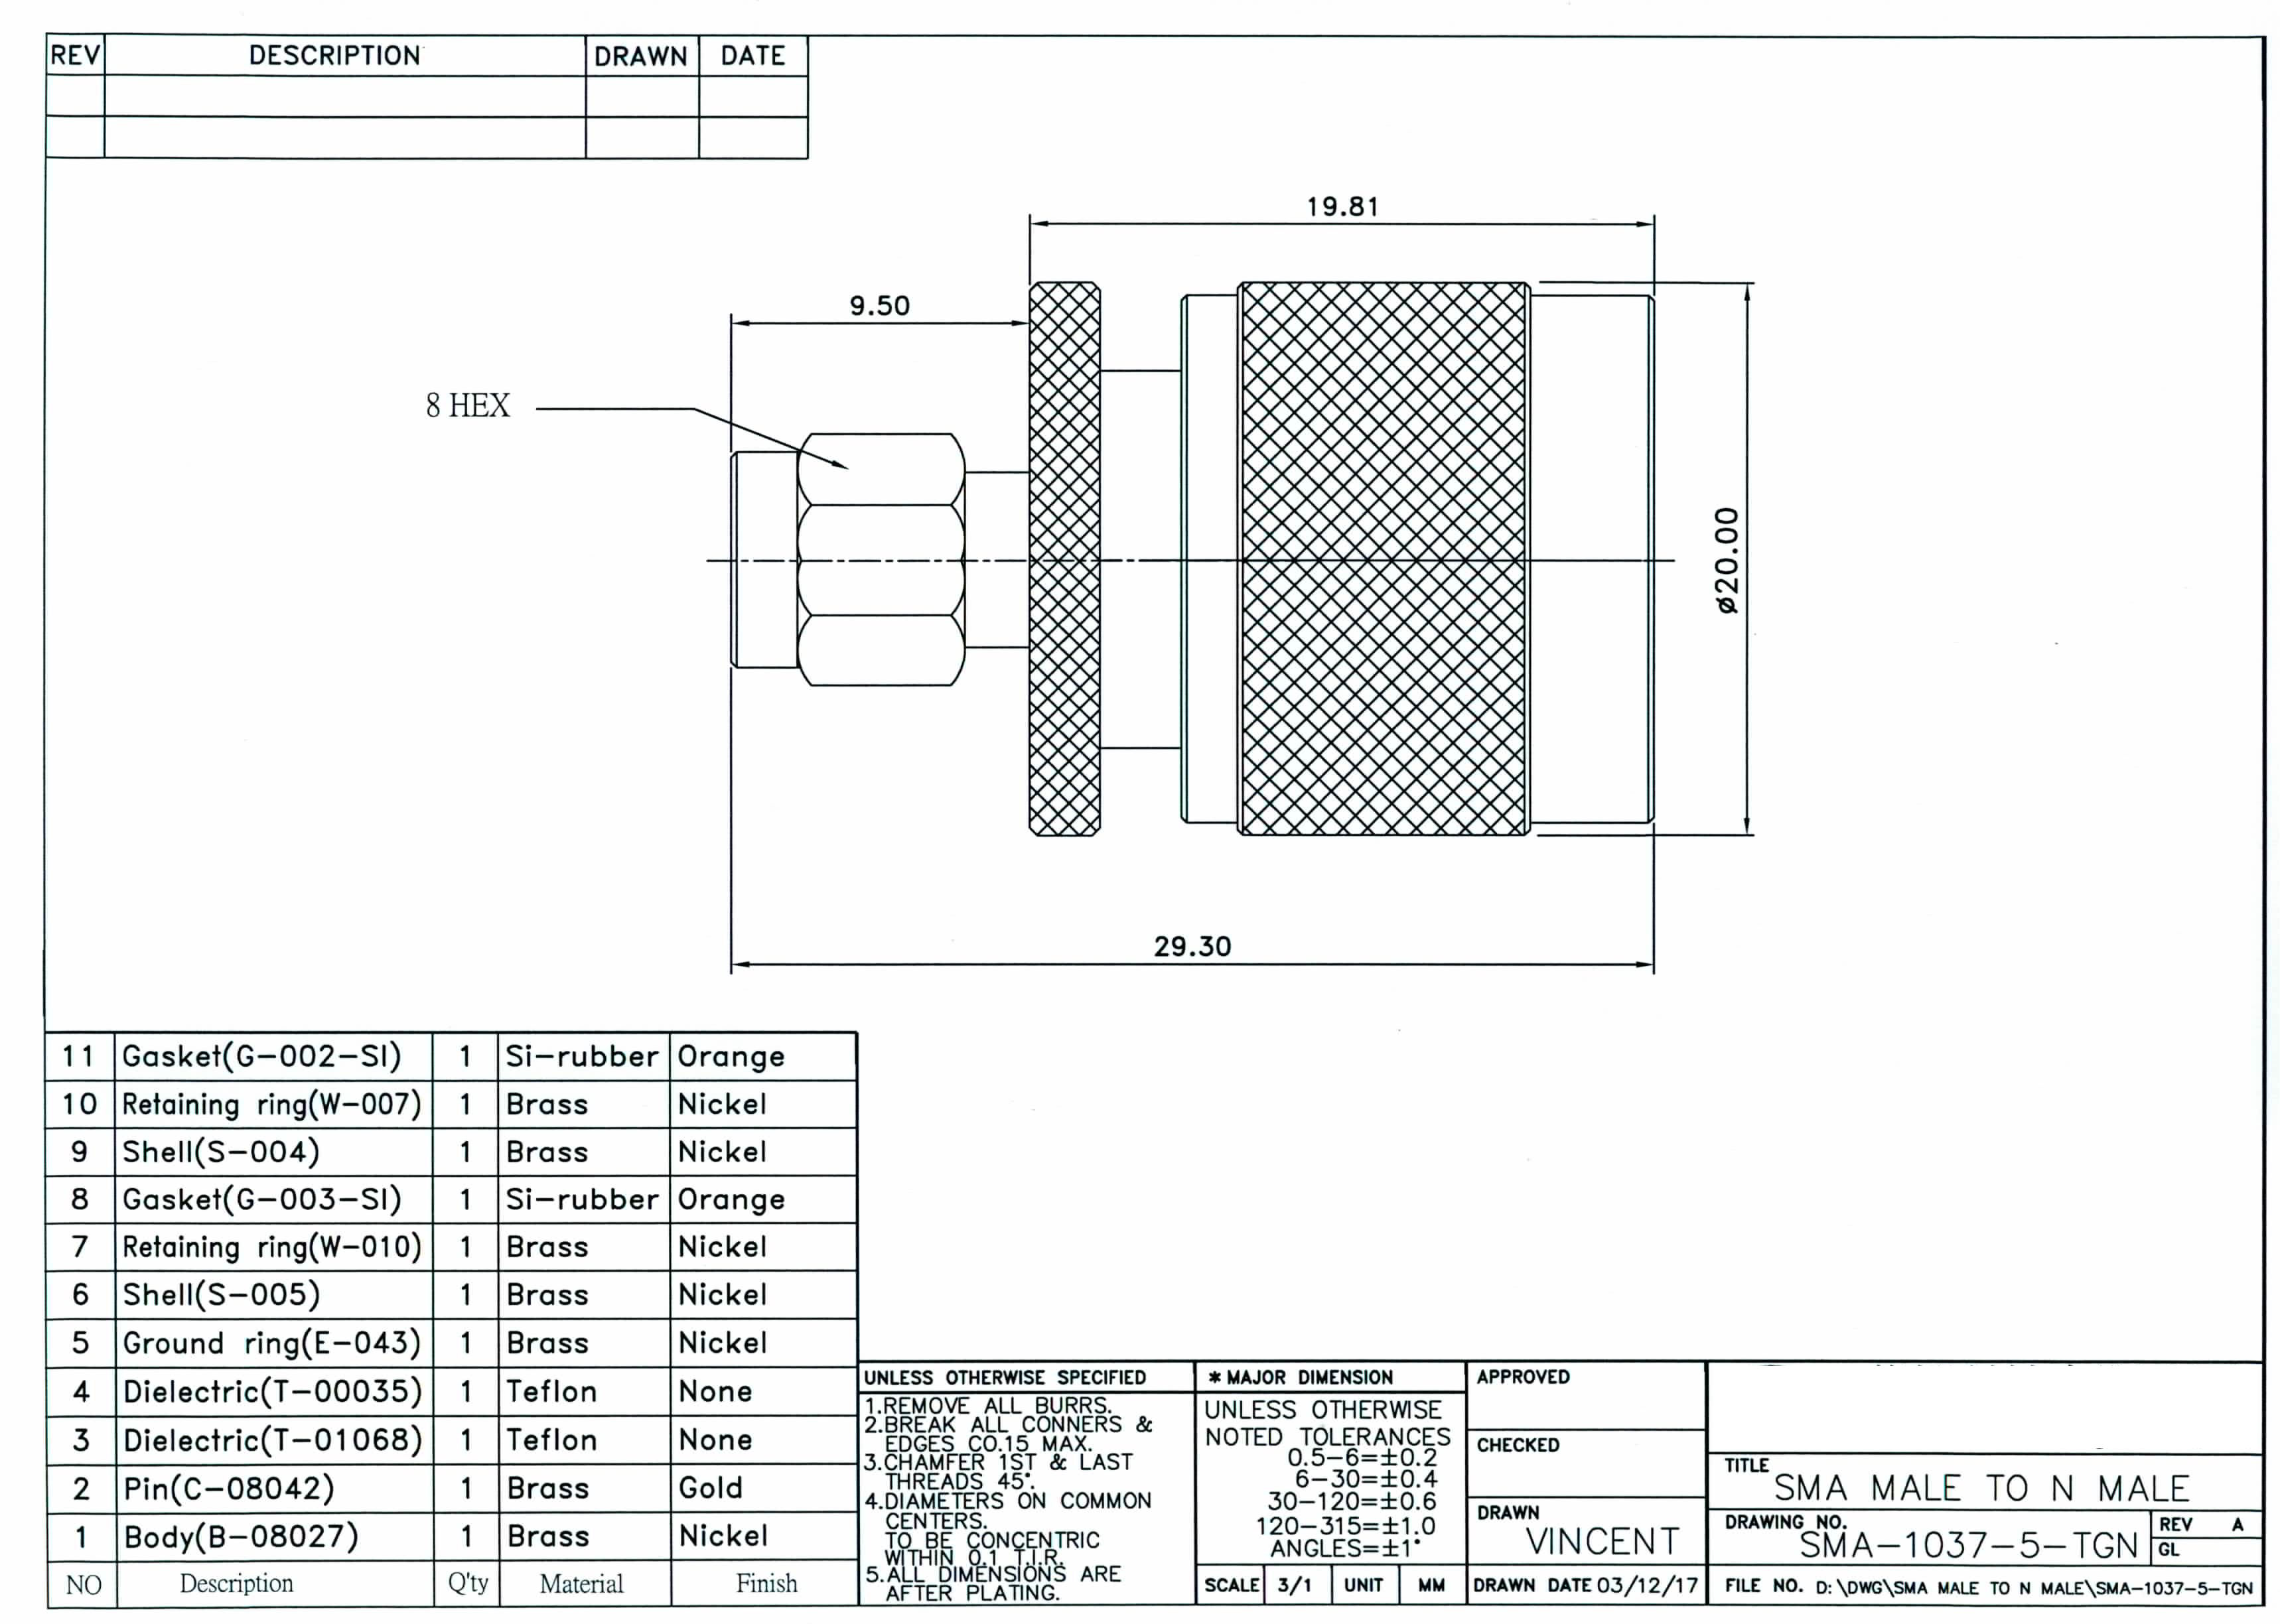 REV DESCRIPTION DRAWN DATE
19.81
9.50
8 HEX
ø20.00
29.30
11 Gasket(G-002-SI) 1 Si-rubber Orange
10 Retaining ring(W-007) 1 Brass Nickel
9 Shell(S-004) 1 Brass Nickel
8 Gasket(G-003-SI) 1 Si-rubber Orange
7 Retaining ring(W-010) 1 Brass Nickel
6 Shell(S-005) 1 Brass Nickel
5 Ground ring(E-043) 1 Brass Nickel
4 Dielectric(T-00035) 1 Teflon None
3 Dielectric(T-01068) 1 Teflon None
2 Pin(C-08042) 1 Brass Gold
1 Body(B-08027) 1 Brass Nickel
NO Description Q'ty Material Finish
UNLESS OTHERWISE SPECIFIED
1.REMOVE ALL BURRS.
2.BREAK ALL CONNERS &
EDGES CO.15 MAX.
3.CHAMFER 1ST & LAST
THREADS 45°.
4.DIAMETERS ON COMMON
CENTERS.
TO BE CONCENTRIC
WITHIN 0.1 T.I.R.
5.ALL DIMENSIONS ARE
AFTER PLATING.
* MAJOR DIMENSION
UNLESS OTHERWISE
NOTED TOLERANCES
0.5-6=±0.2
6-30=±0.4
30-120=±0.6
120-315=±1.0
ANGLES=±1°
SCALE 3/1 UNIT MM
APPROVED
CHECKED
DRAWN
VINCENT
DRAWN DATE 03/12/17
TITLE
SMA MALE TO N MALE
DRAWING NO.
SMA-1037-5-TGN
REV A
GL
FILE NO. D:\DWG\SMA MALE TO N MALE\SMA-1037-5-TGN